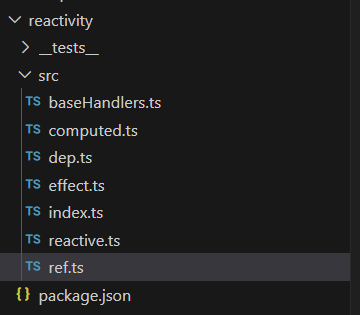 reactivity
__tests__
src
TS baseHandlers.ts
TS computed.ts
TS dep.ts
TS effect.ts
TS index.ts
TS reactive.ts
TS ref.ts
{} package.json